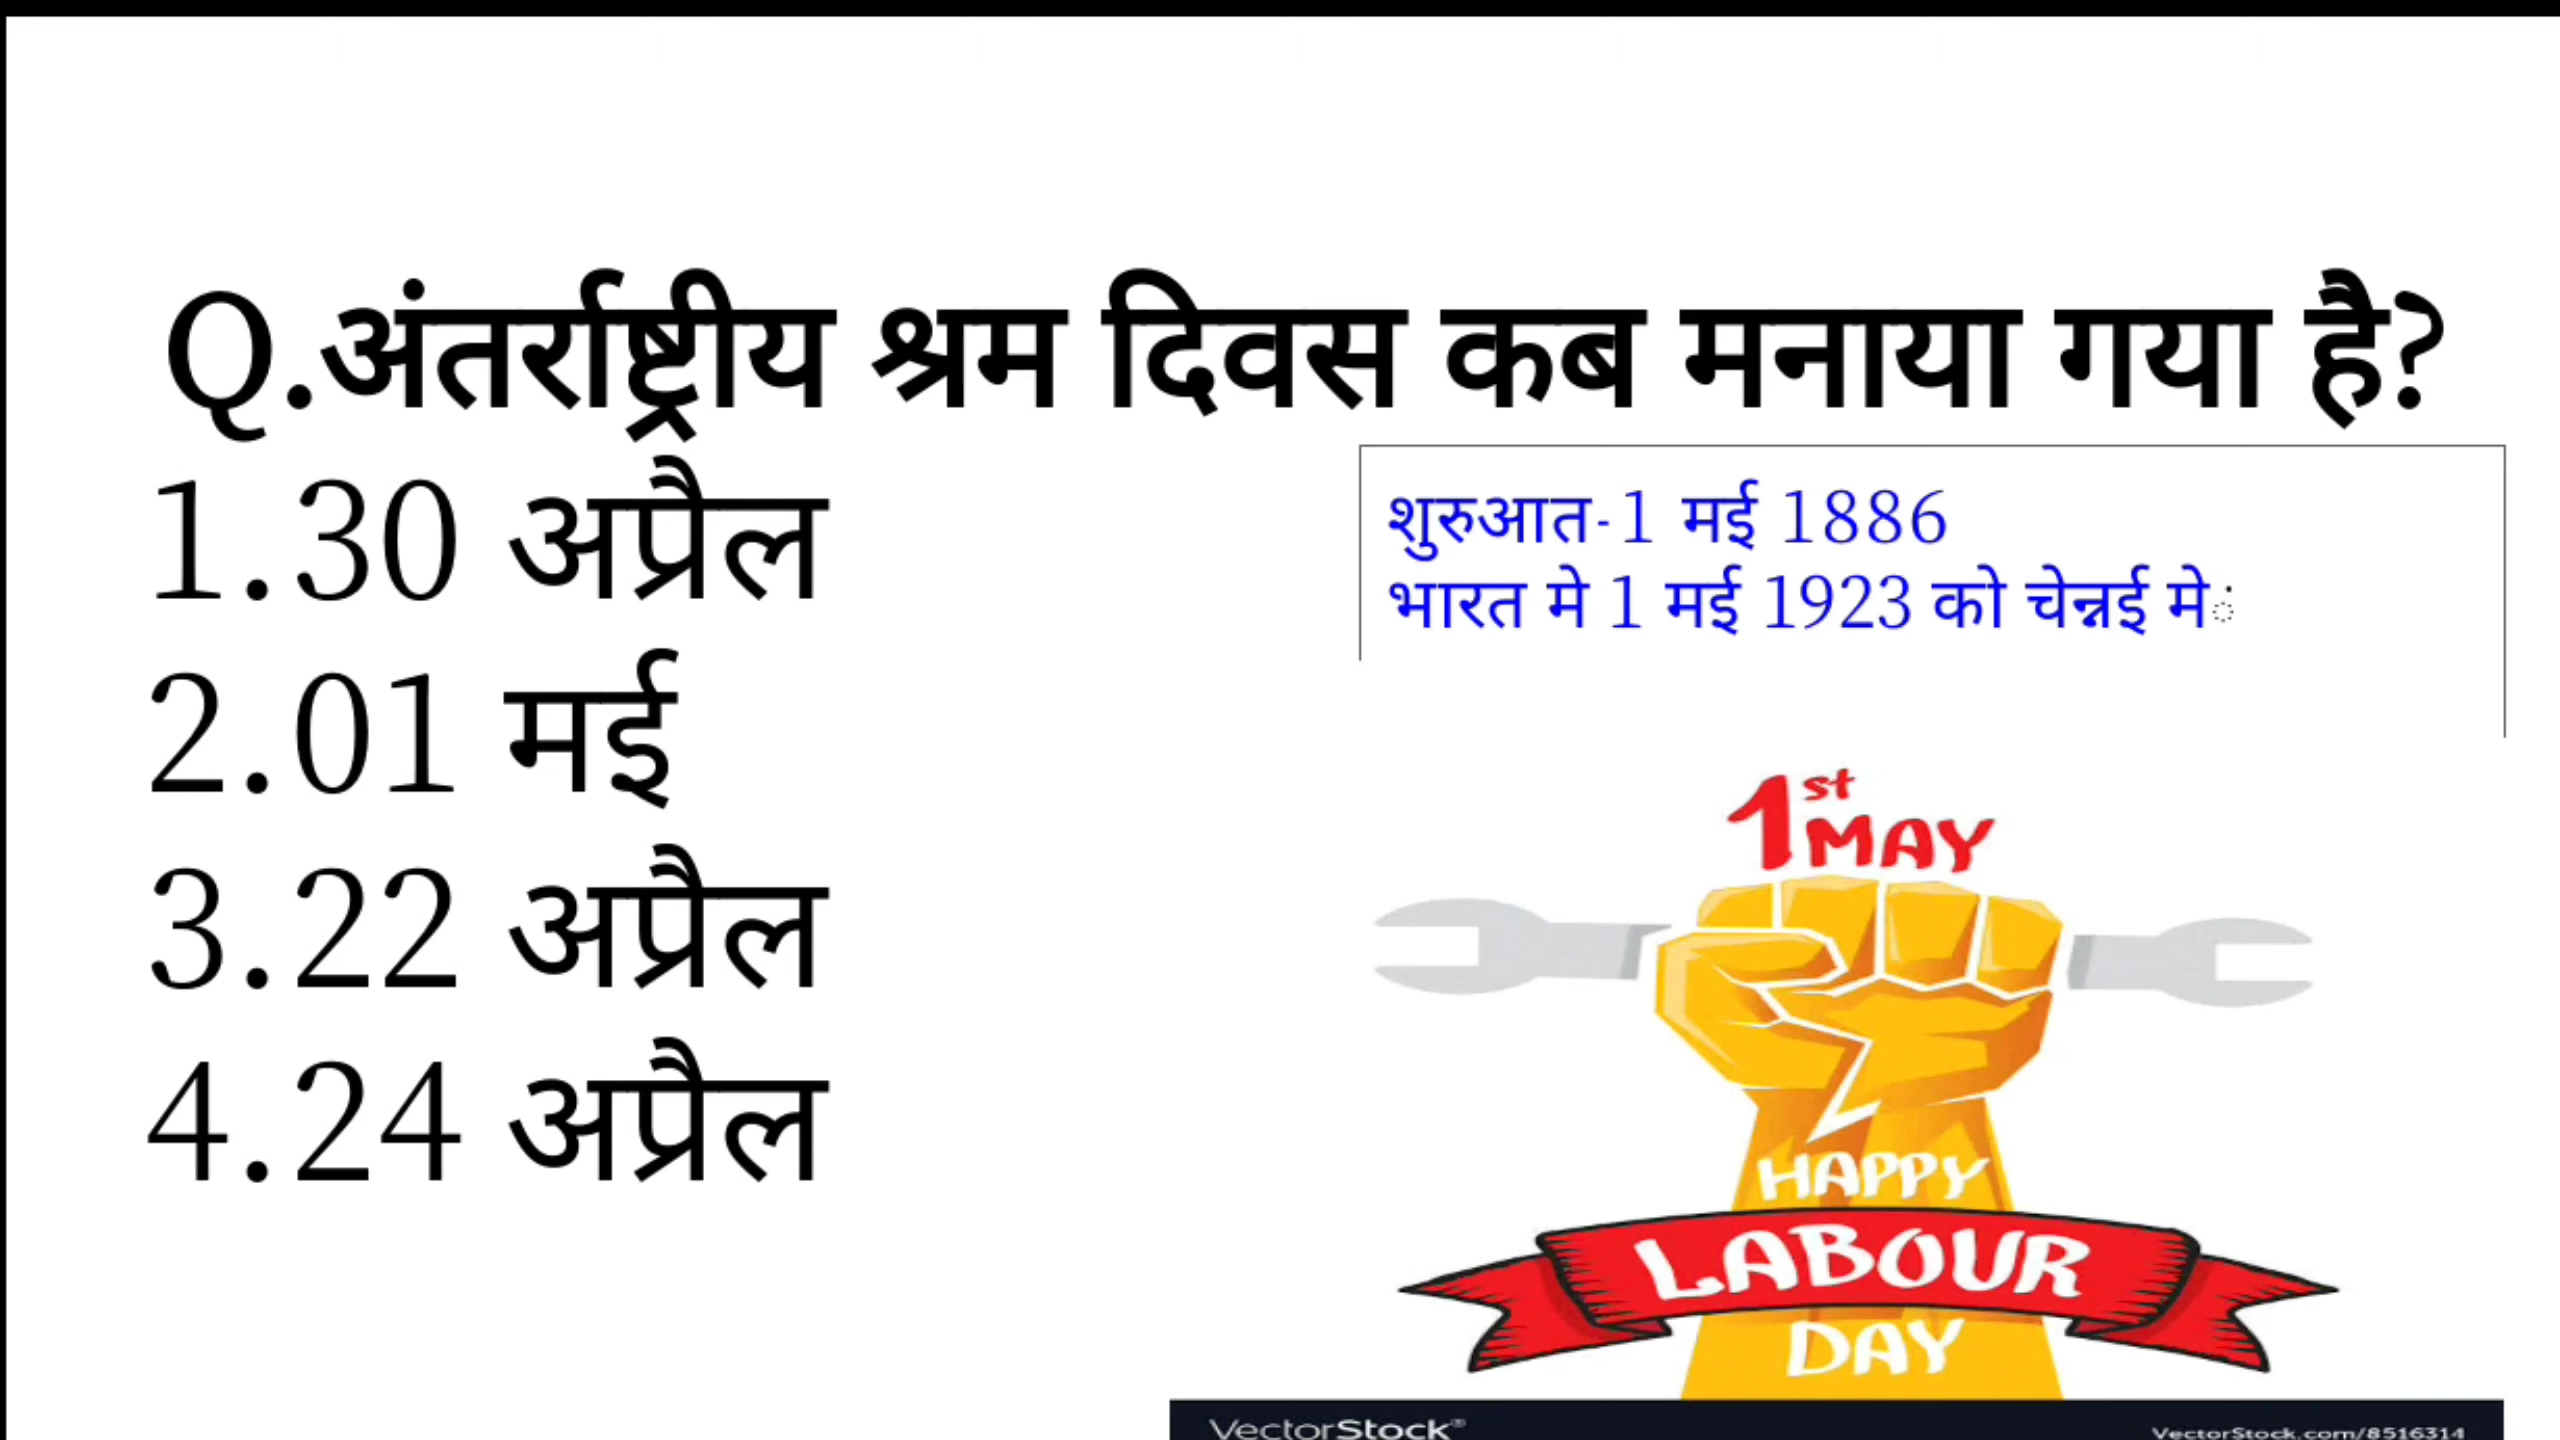 Q.अंतर्राष्ट्रीय श्रम दिवस कब मनाया गया है?
1.30 अप्रैल
2.01 मई
3.22 अप्रैल
4.24 अप्रैल
शुरुआत-1 मई 1886
भारत मे 1 मई 1923 को चेन्नई मे ं
1st
MAY
HAPPY
LABOUR
DAY
VectorStock®
VectorStock.com/8516314